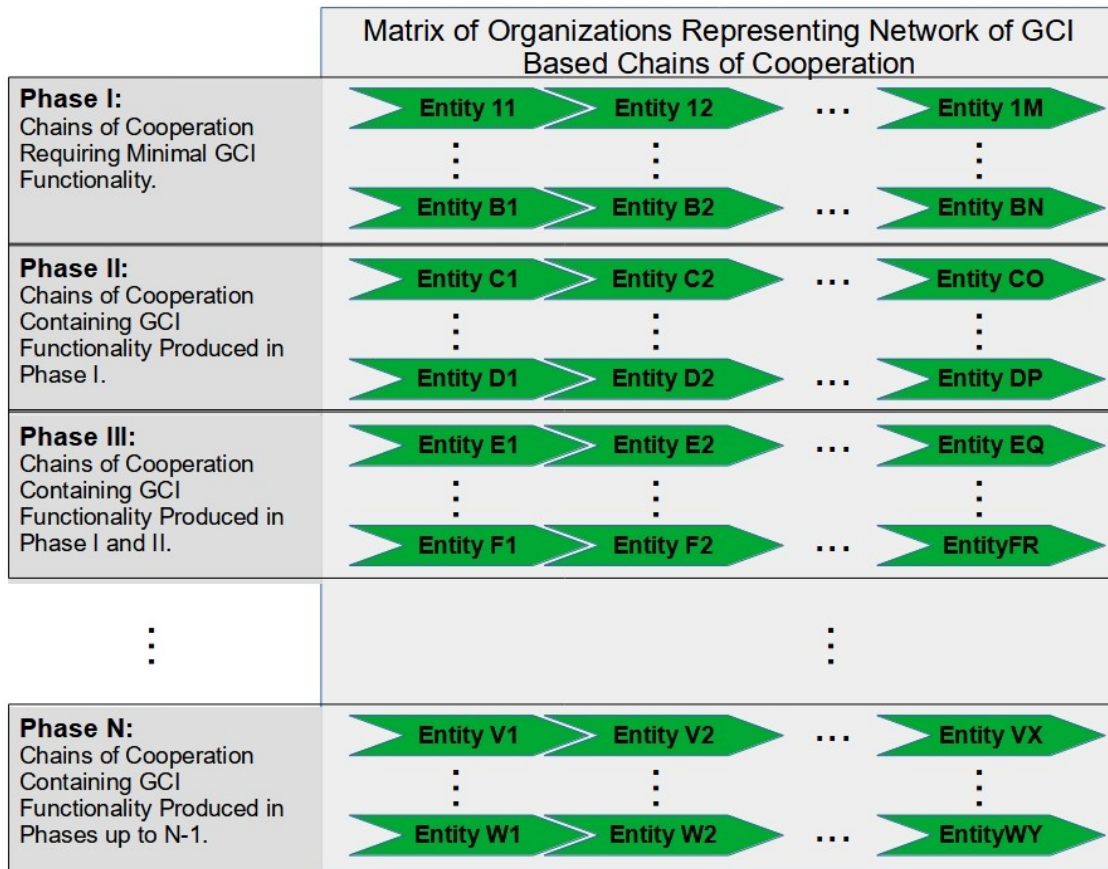 Matrix of Organizations Representing Network of GCI
Based Chains of Cooperation
Phase I:
Chains of Cooperation
Requiring Minimal GCI
Functionality.
Entity 11 Entity 12 ... Entity 1M
⋮ ⋮ ⋮
Entity B1 Entity B2 ... Entity BN
Phase II:
Chains of Cooperation
Containing GCI
Functionality Produced in
Phase I.
Entity C1 Entity C2 ... Entity CO
⋮ ⋮ ⋮
Entity D1 Entity D2 ... Entity DP
Phase III:
Chains of Cooperation
Containing GCI
Functionality Produced in
Phase I and II.
Entity E1 Entity E2 ... Entity EQ
⋮ ⋮ ⋮
Entity F1 Entity F2 ... EntityFR
⋮ ⋮
Phase N:
Chains of Cooperation
Containing GCI
Functionality Produced in
Phases up to N-1.
Entity V1 Entity V2 ... Entity VX
⋮ ⋮ ⋮
Entity W1 Entity W2 ... EntityWY